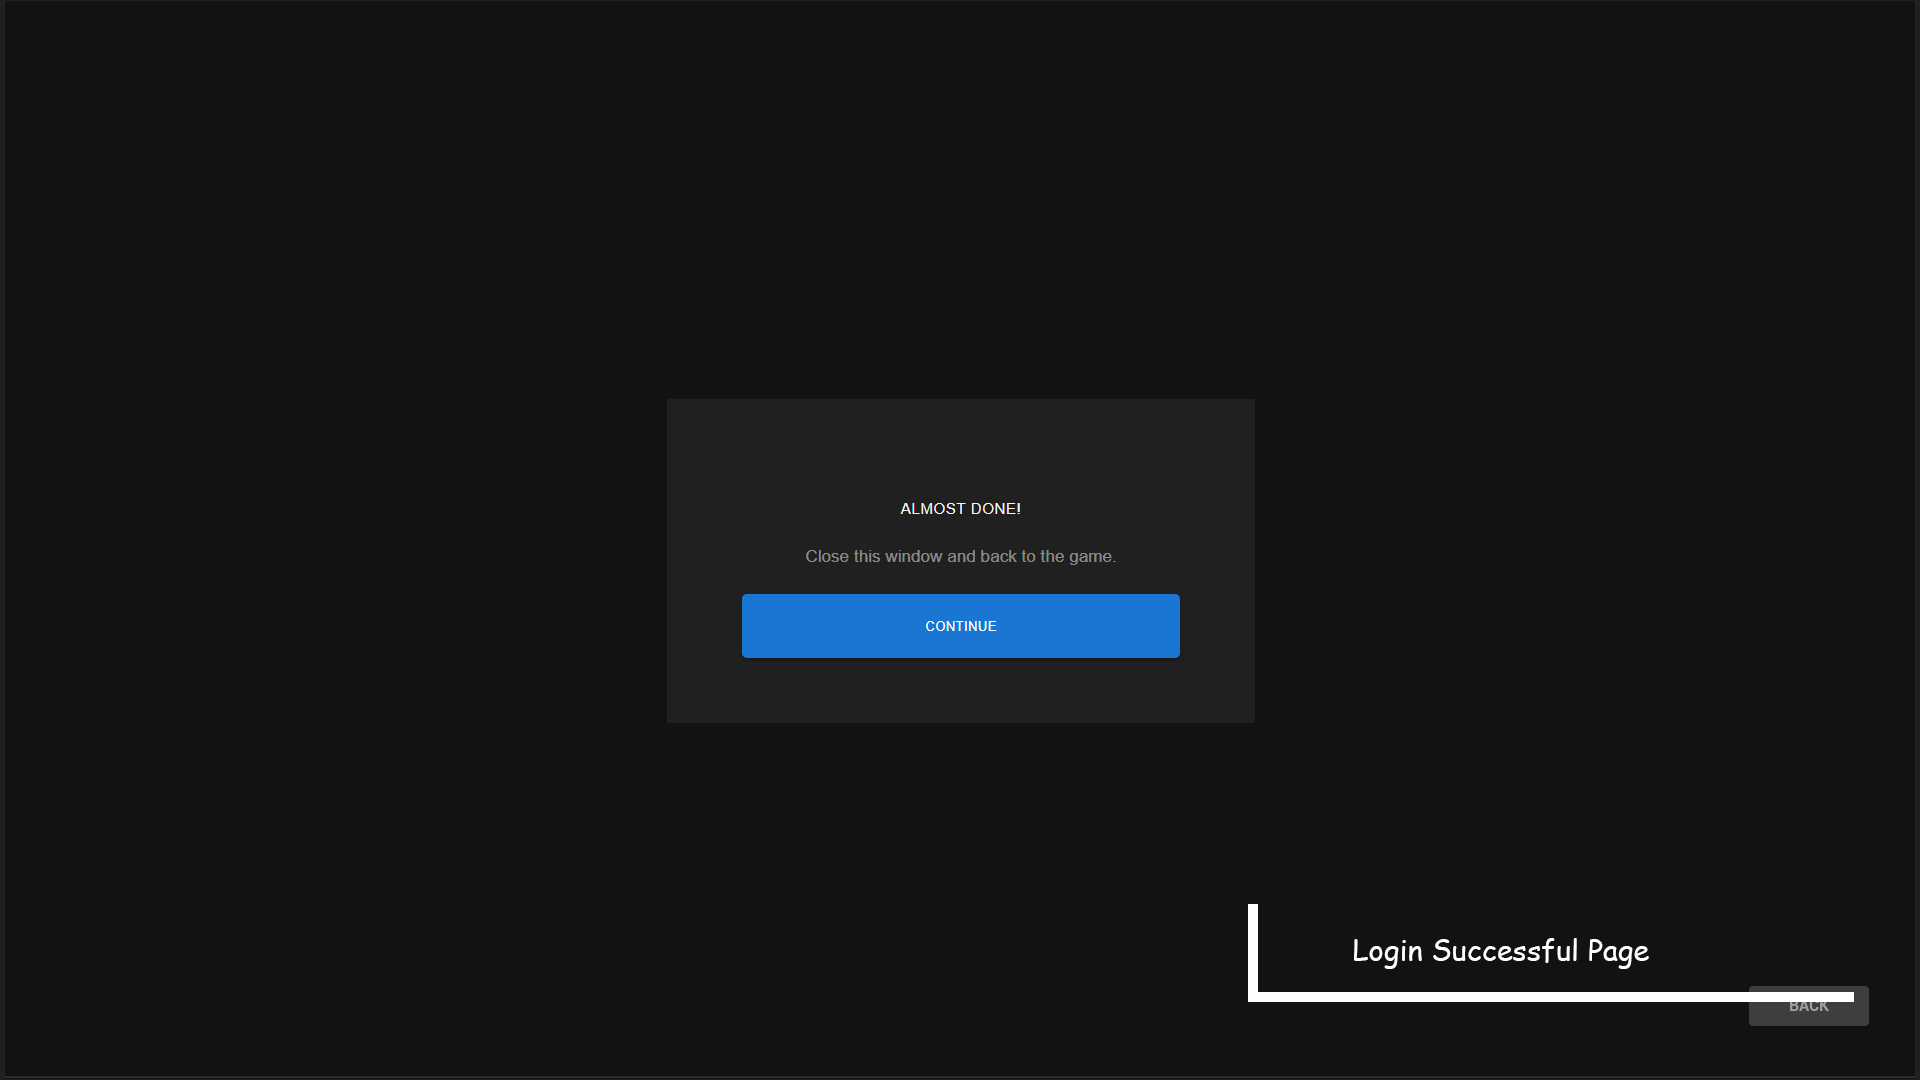 ALMOST DONE!
Close this window and back to the game.
CONTINUE
Login Successful Page
BACK